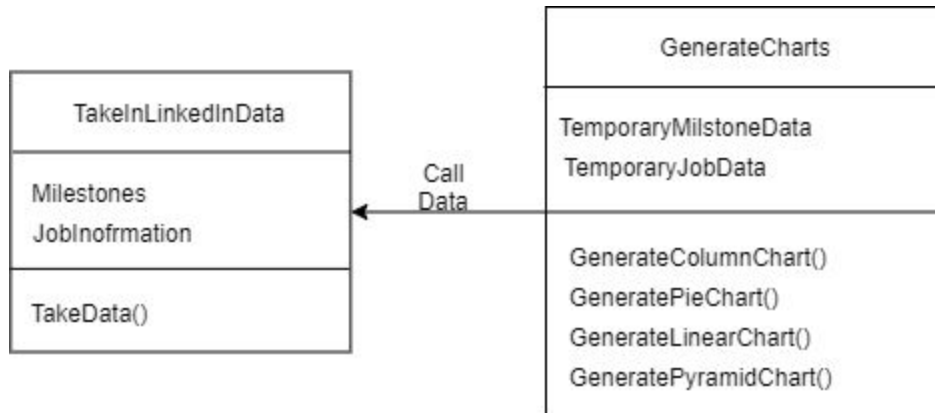 TakeInLinkedInData
Milestones
JobInofrmation
TakeData()
Call
Data
GenerateCharts
TemporaryMilstoneData
TemporaryJobData
GenerateColumnChart()
GeneratePieChart()
GenerateLinearChart()
GeneratePyramidChart()